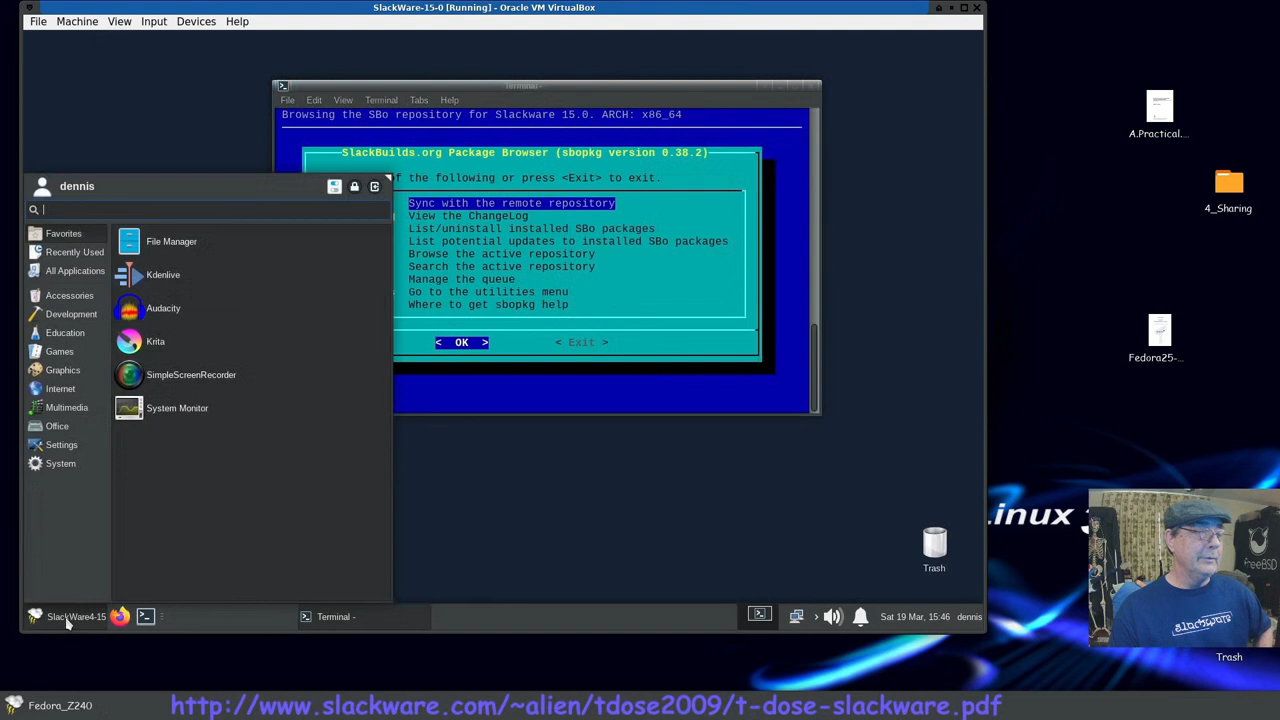 SlackWare-15-0 [Running] - Oracle VM VirtualBox
File Machine View Input Devices Help
Terminal -
File Edit View Terminal Tabs Help
Browsing the SBo repository for Slackware 15.0. ARCH: x86_64
SlackBuilds.org Package Browser (sbopkg version 0.38.2)
of the following or press <Exit> to exit.
Sync with the remote repository
View the ChangeLog
List/uninstall installed SBo packages
List potential updates to installed SBo packages
Browse the active repository
Search the active repository
Manage the queue
Go to the utilities menu
Where to get sbopkg help
< OK > < Exit >
dennis
Favorites
Recently Used
All Applications
Accessories
Development
Education
Games
Graphics
Internet
Multimedia
Office
Settings
System
File Manager
Kdenlive
Audacity
Krita
SimpleScreenRecorder
System Monitor
Trash
SlackWare4-15
Terminal -
Sat 19 Mar, 15:46 dennis
A.Practical....
4_Sharing
Fedora25-...
Linux
FreeBSD
slackware
Trash
Fedora_Z240
http://www.slackware.com/~alien/tdose2009/t-dose-slackware.pdf